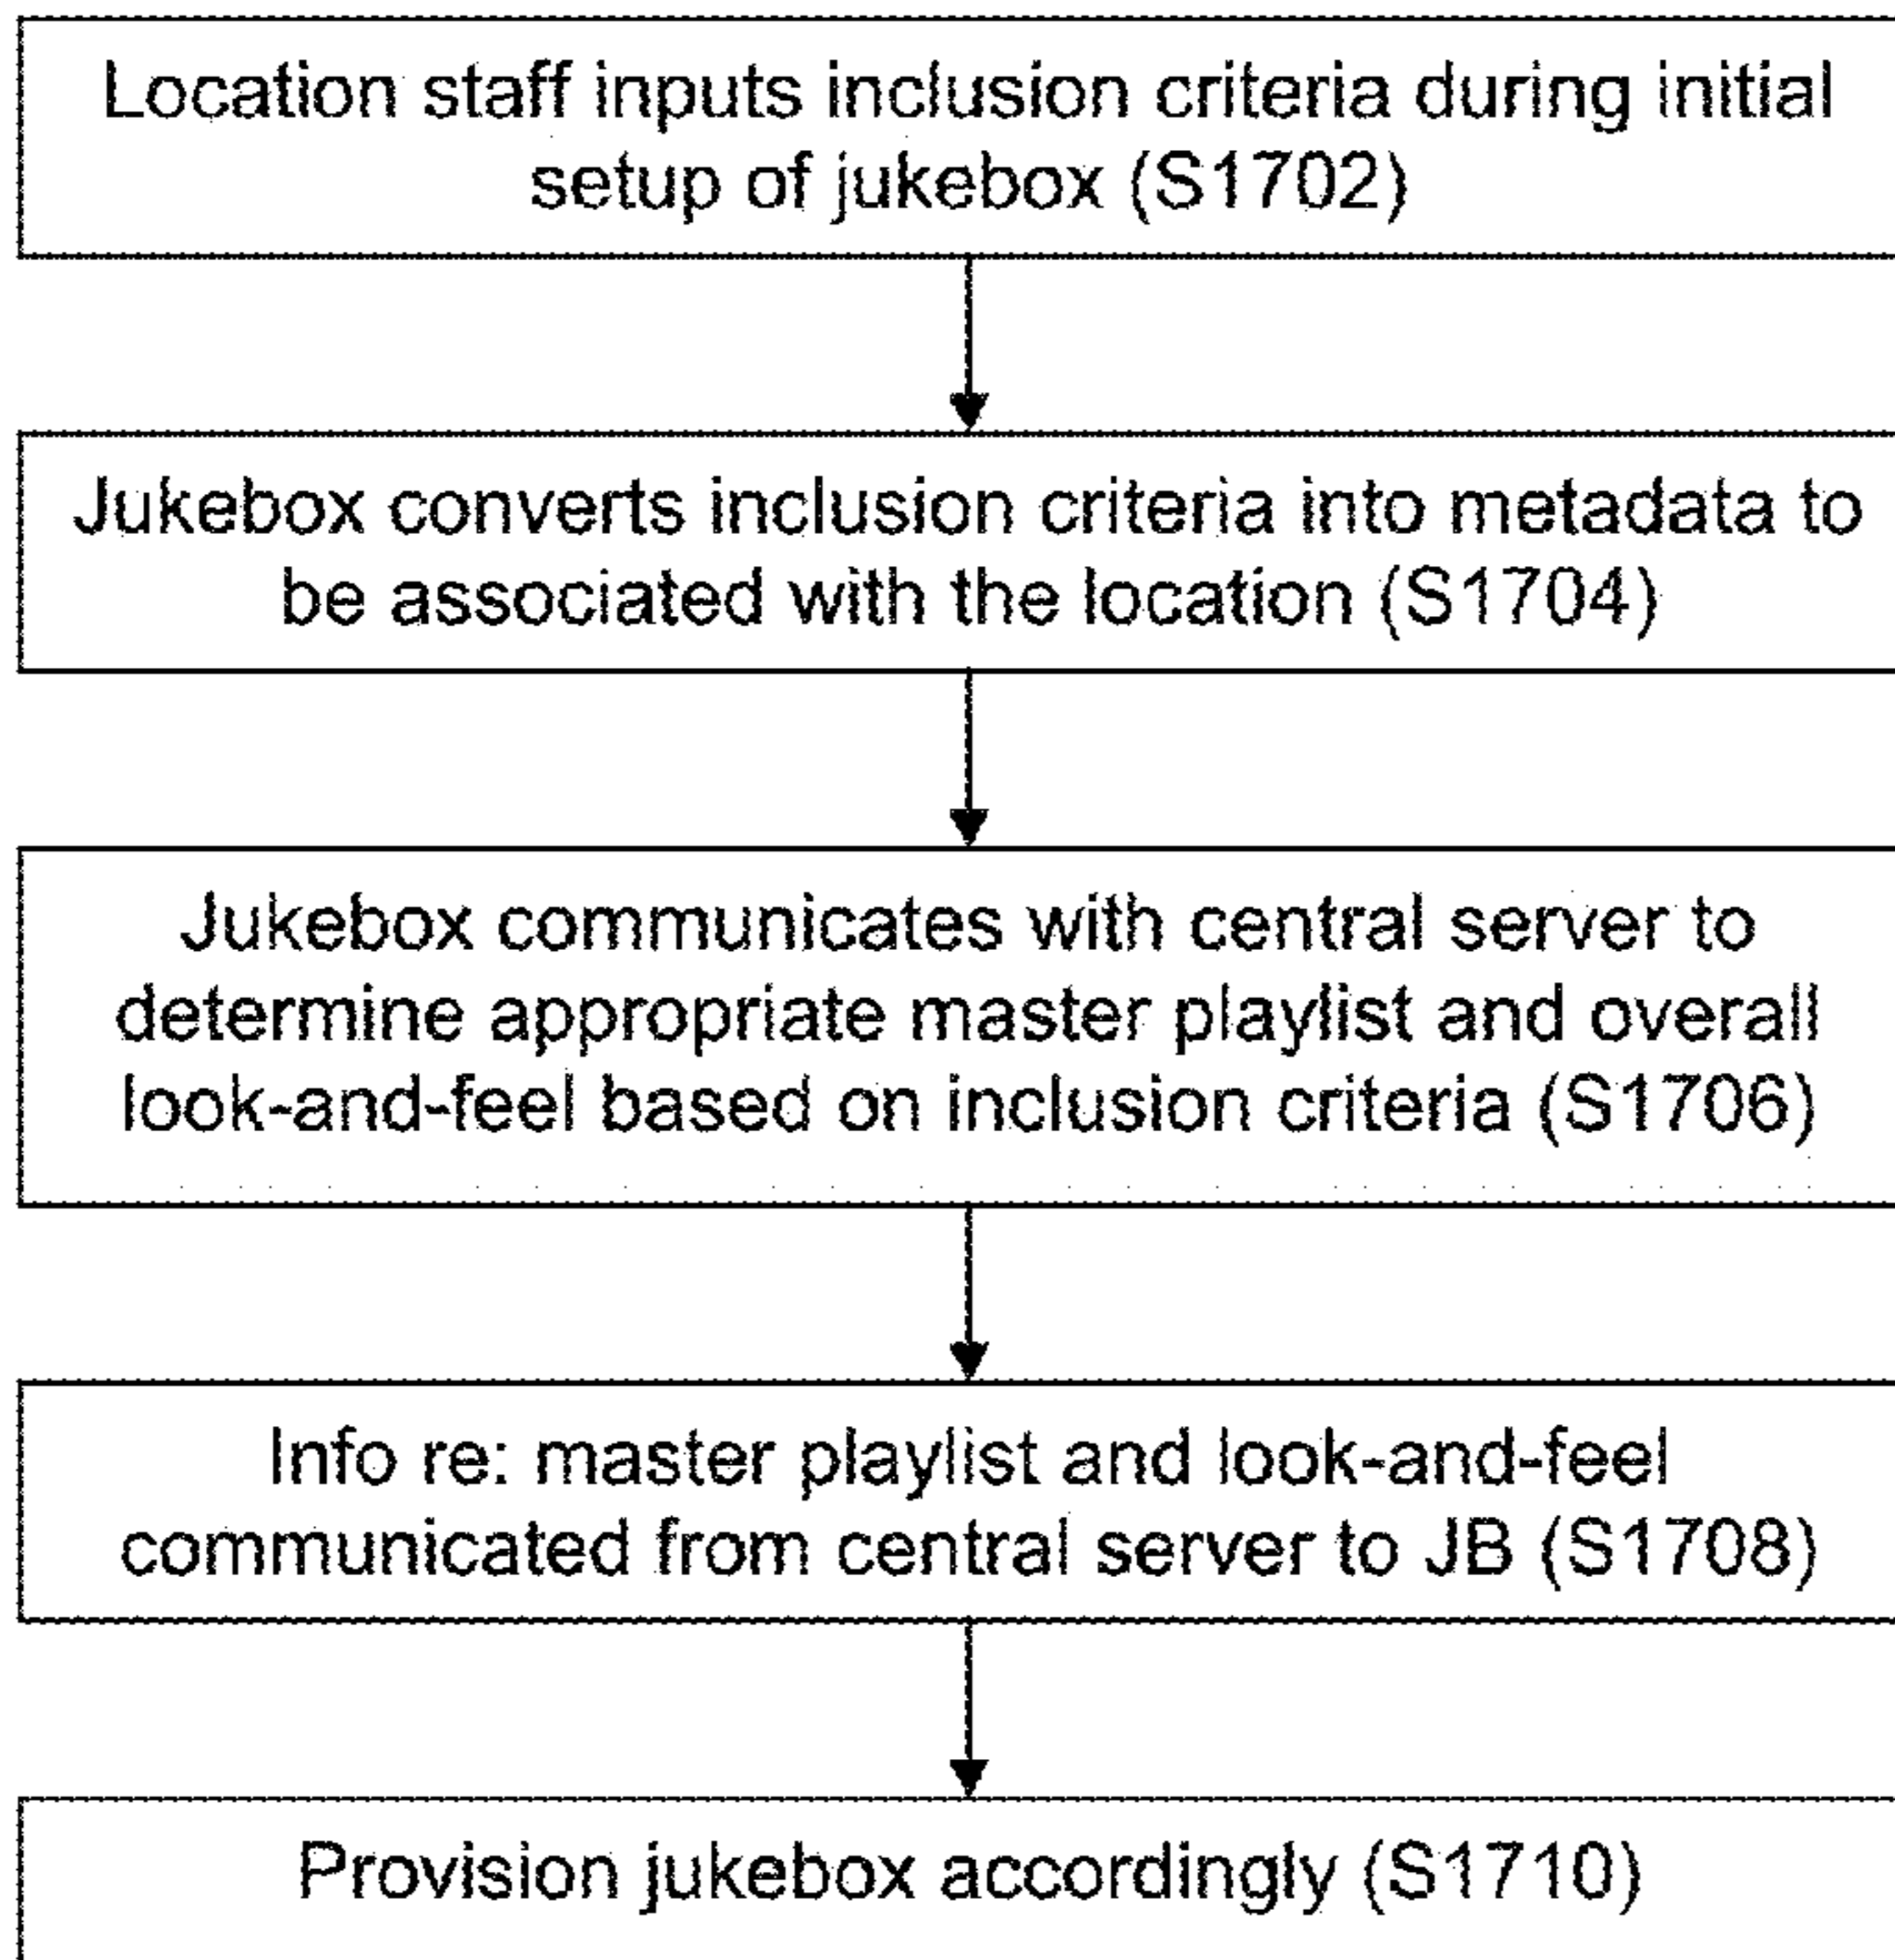 Location staff inputs inclusion criteria during initial
setup of jukebox (S1702)
Jukebox converts inclusion criteria into metadata to
be associated with the location (S1704)
Jukebox communicates with central server to
determine appropriate master playlist and overall
look-and-feel based on inclusion criteria (S1706)
Info re: master playlist and look-and-feel
communicated from central server to JB (S1708)
Provision jukebox accordingly (S1710)